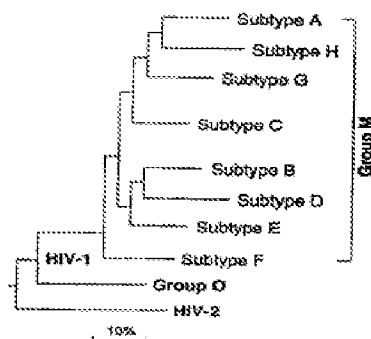 Subtype A
Subtype H
Subtype G
Subtype C
Subtype B
Subtype D
Subtype E
Subtype F
Group M
HIV-1
Group O
HIV-2
10%